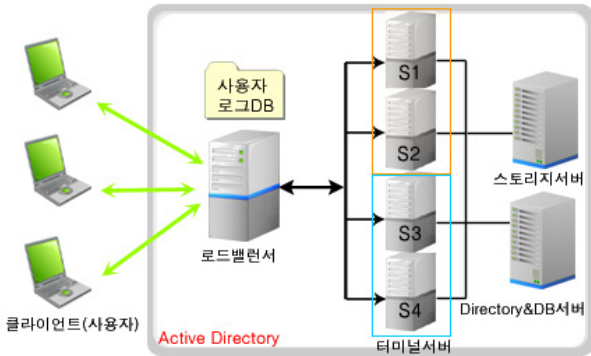 사용자
로그DB
로드밸런서
클라이언트(사용자)
Active Directory
S1
S2
S3
S4
터미널서버
스토리지서버
Directory&DB서버